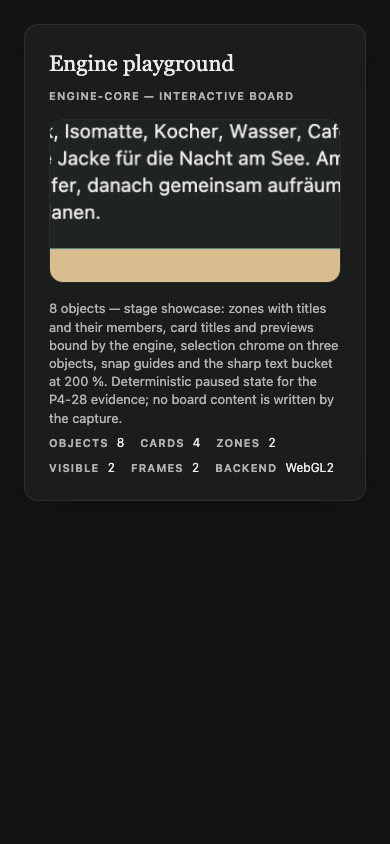 Engine playground
ENGINE-CORE — INTERACTIVE BOARD
, Isomatte, Kocher, Wasser,
Jacke für die Nacht am See.
danach gemeinsam
8 objects — stage showcase: zones with titles
and their members, card titles and previews
bound by the engine, selection chrome on three
objects, snap guides and the sharp text bucket
at 200 %. Deterministic paused state for the
P4-28 evidence; no board content is written by
the capture.
OBJECTS 8 CARDS 4 ZONES 2
VISIBLE 2 FRAMES 2 BACKEND WebGL2